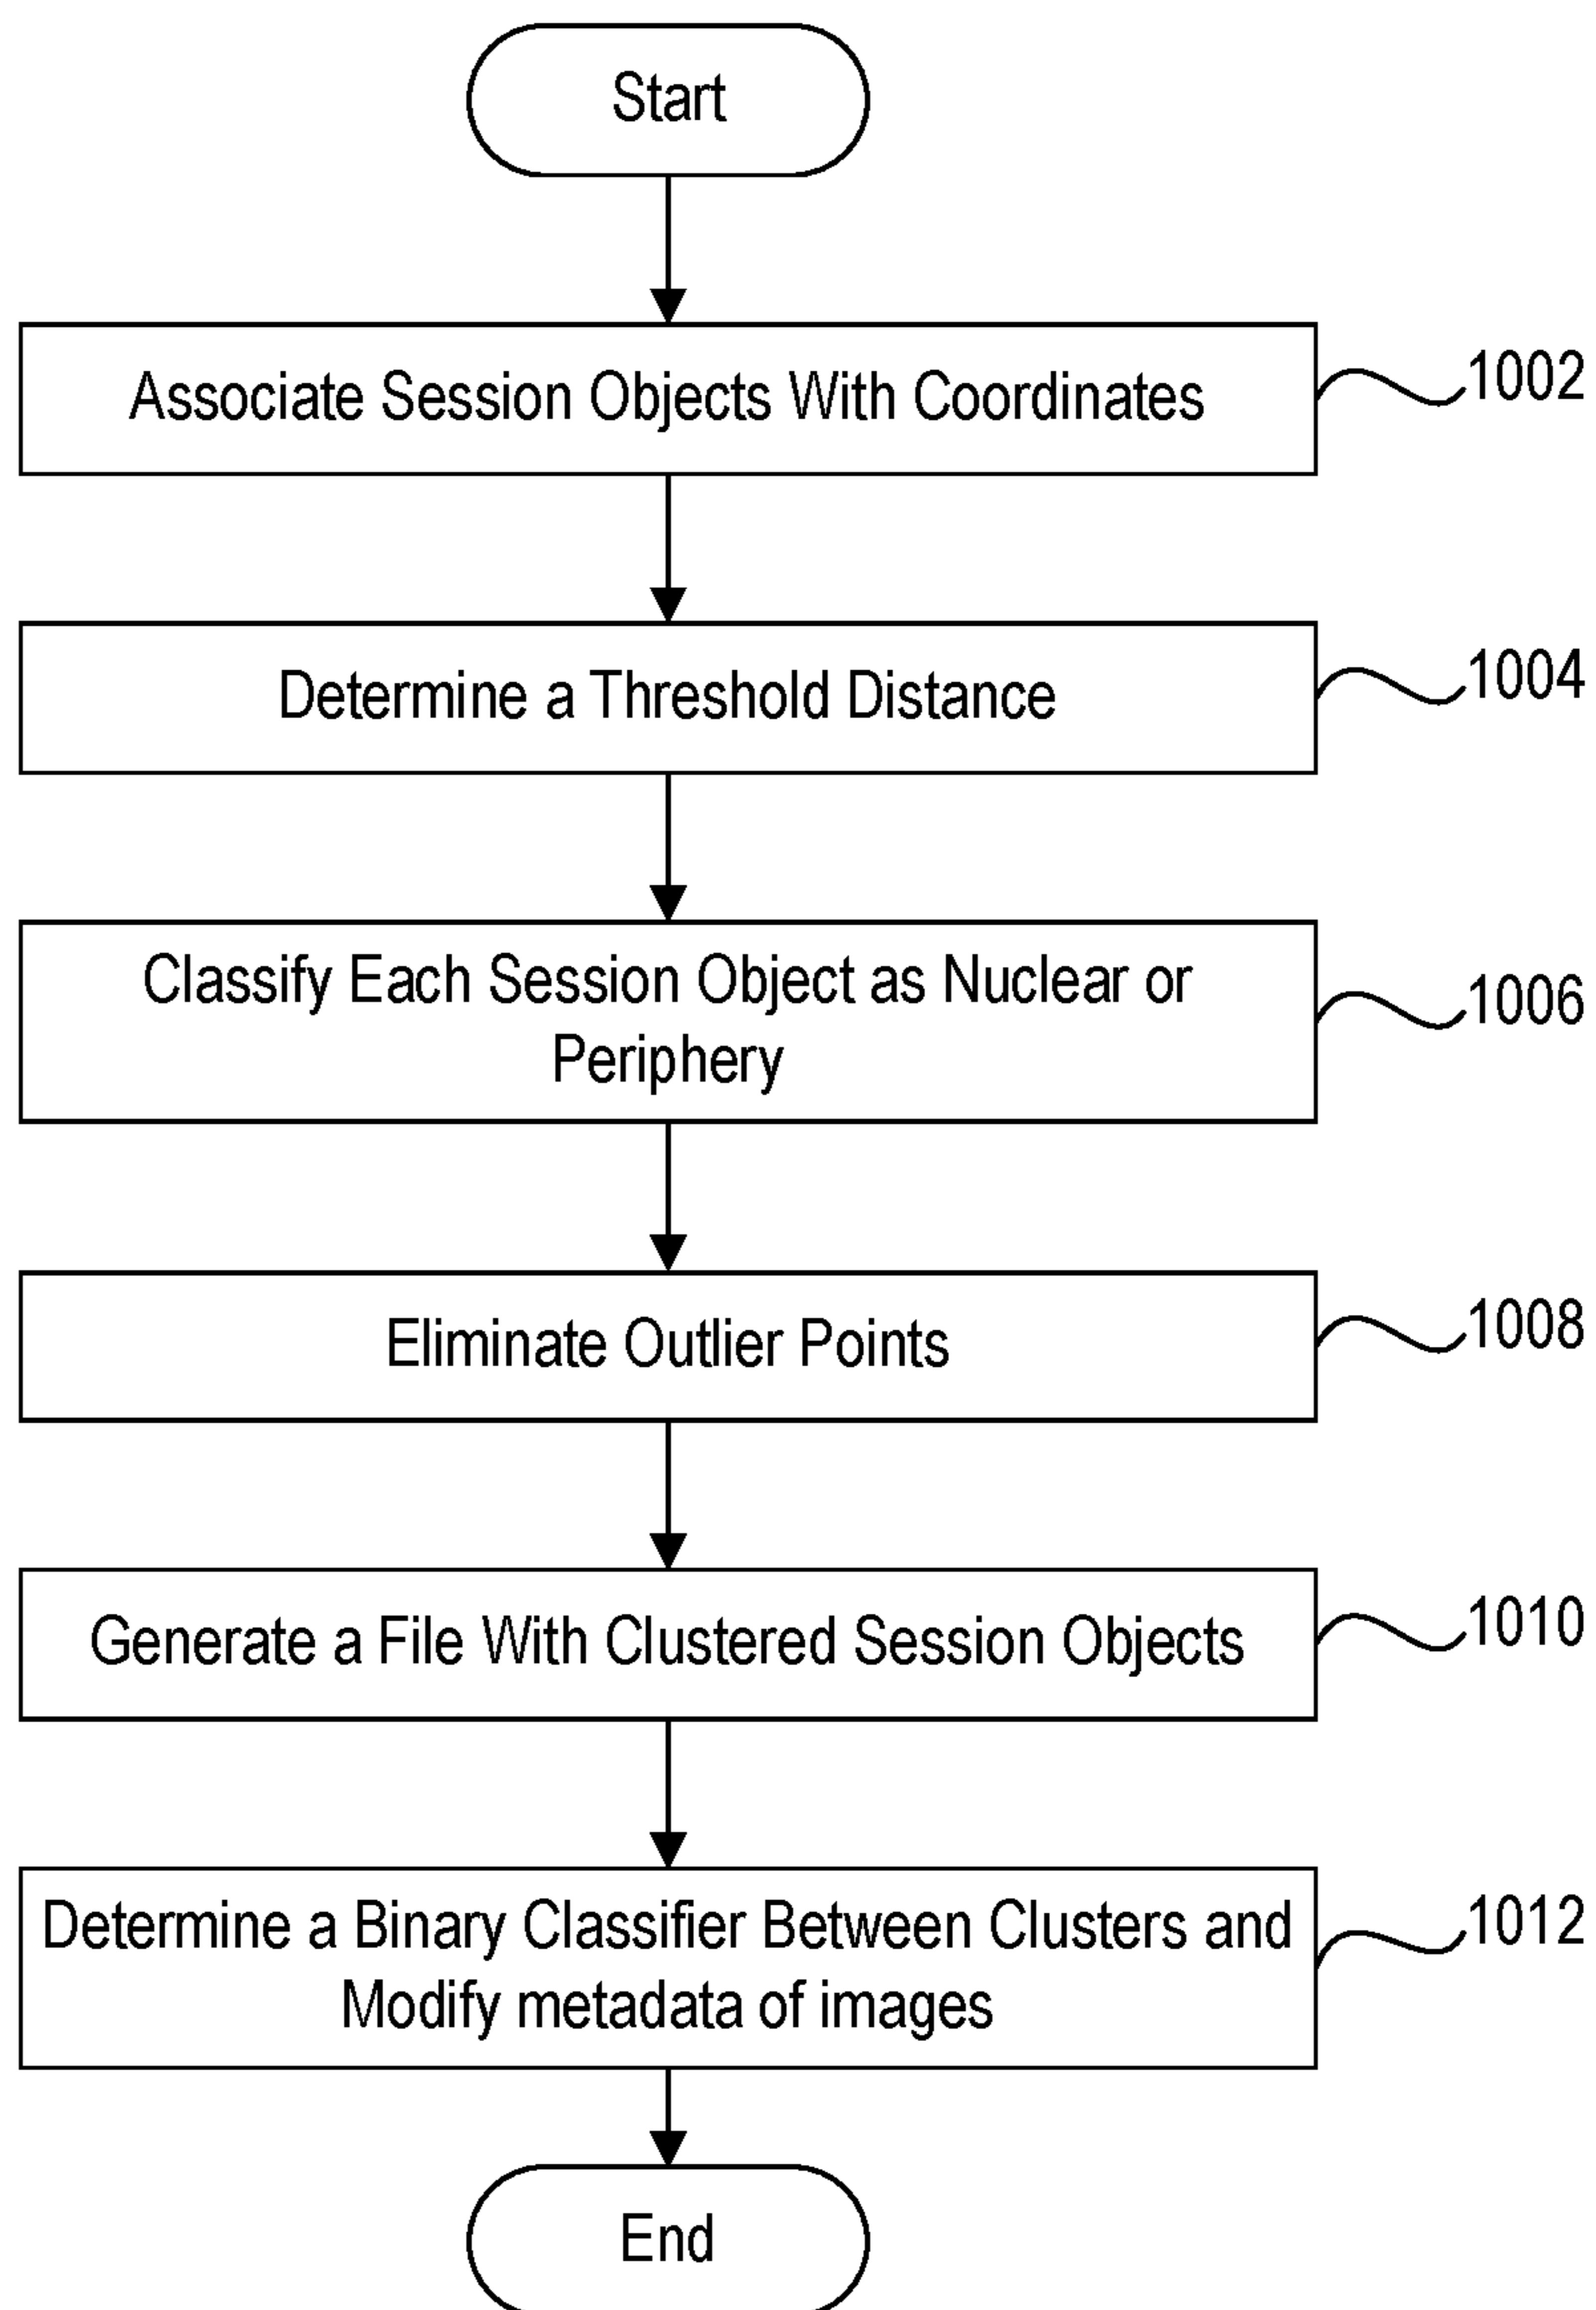 Start
Associate Session Objects With Coordinates
1002
Determine a Threshold Distance
1004
Classify Each Session Object as Nuclear or
Periphery
1006
Eliminate Outlier Points
1008
Generate a File With Clustered Session Objects
1010
Determine a Binary Classifier Between Clusters and
Modify metadata of images
1012
End